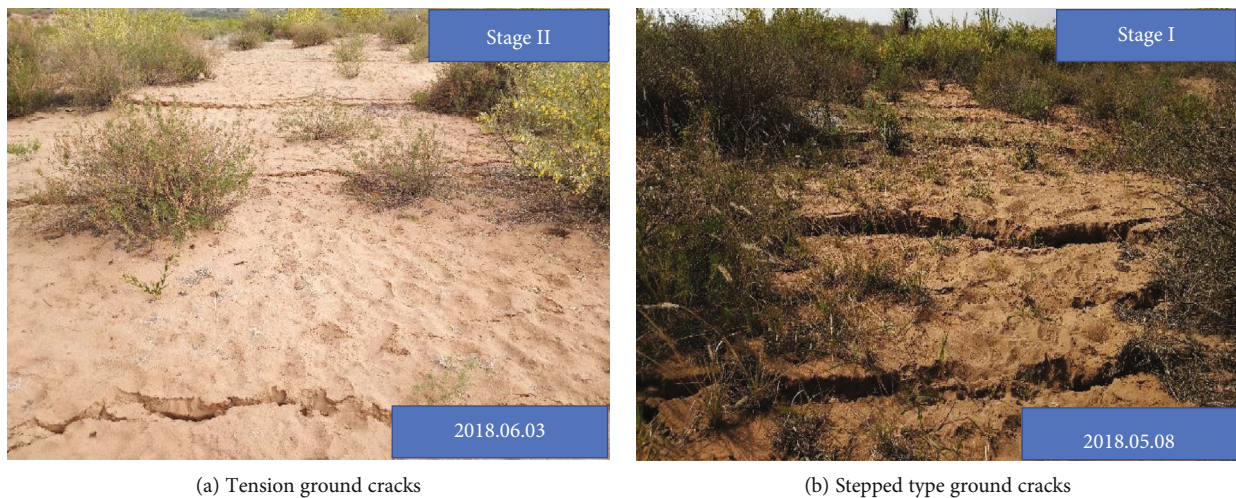 Stage II
2018.06.03
(a) Tension ground cracks
Stage I
2018.05.08
(b) Stepped type ground cracks